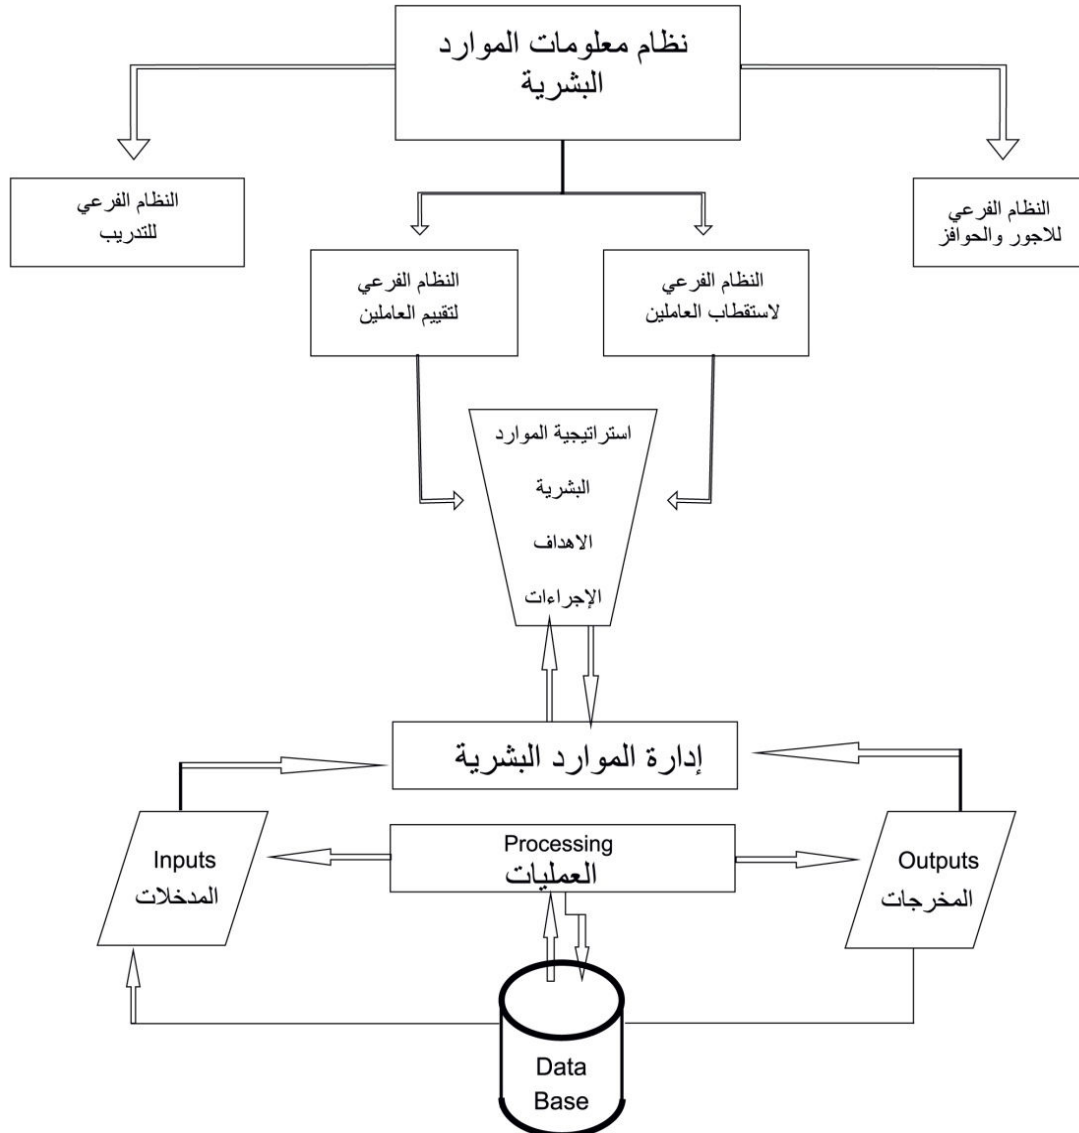 نظام معلومات الموارد
البشرية
النظام الفرعي
للاجور والحوافز
النظام الفرعي
لاستقطاب العاملين
النظام الفرعي
لتقييم العاملين
النظام الفرعي
للتدريب
استراتيجية الموارد
البشرية
الاهداف
الإجراءات
إدارة الموارد البشرية
Processing
العمليات
Inputs
المدخلات
Outputs
المخرجات
Data
Base